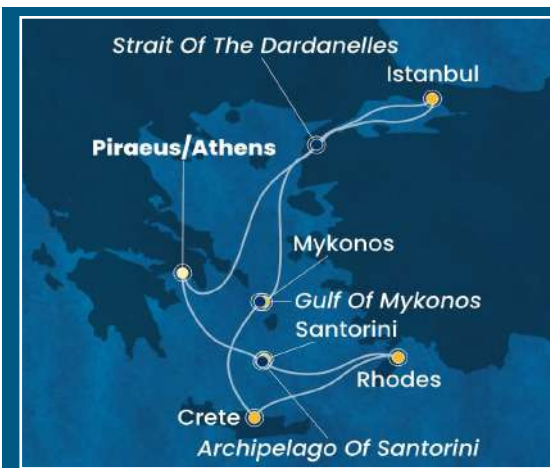 Strait Of The Dardanelles
Istanbul
Piraeus/Athens
Mykonos
Gulf Of Mykonos
Santorini
Rhodes
Crete
Archipelago Of Santorini